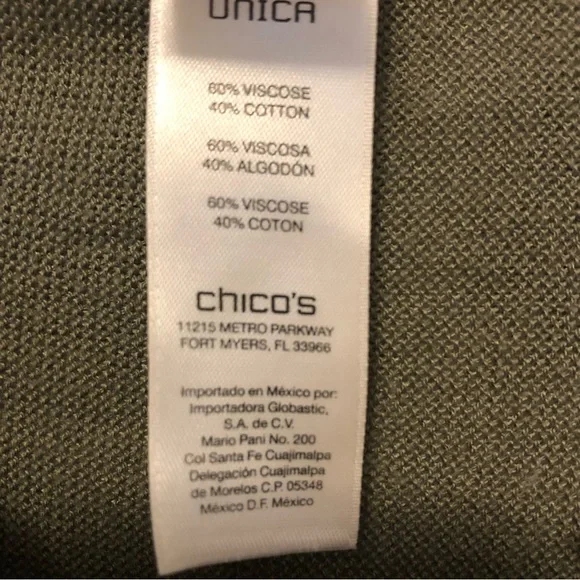 UNICA
60% VISCOSE
40% COTTON
60% VISCOSA
40% ALGODÓN
60% VISCOSE
40% COTON
chico's
11215 METRO PARKWAY
FORT MYERS, FL 33966
Importado en México por:
Importadora Globastic,
S.A. de C.V.
Mario Pani No. 200
Col Santa Fe Cuajimalpa
Delegación Cuajimalpa
de Morelos C.P. 05348
México D.F. México